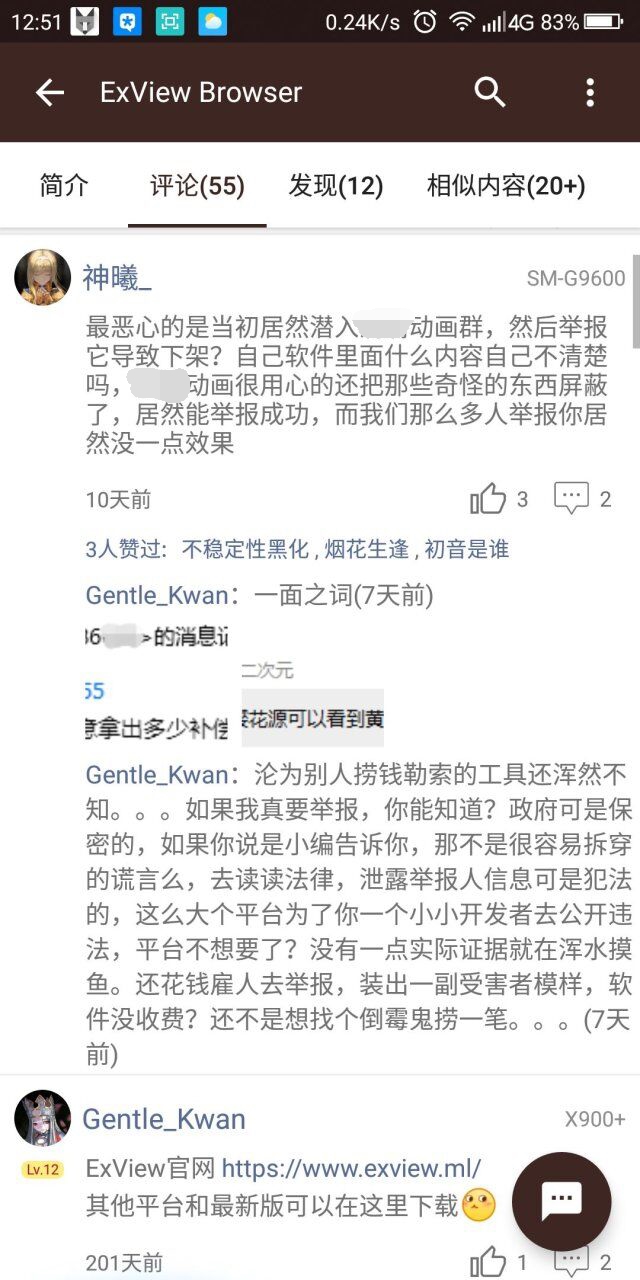 12:51
0.24K/s
4G 83%
ExView Browser
简介
评论(55)
发现(12)
相似内容(20+)
神曦_
SM-G9600
最恶心的是当初居然潜入 动画群，然后举报
它导致下架？自己软件里面什么内容自己不清楚
吗， 动画很用心的还把那些奇怪的东西屏蔽
了，居然能举报成功，而我们那么多人举报你居
然没一点效果
10天前
3
2
3人赞过：不稳定性黑化 , 烟花生逢 , 初音是谁
Gentle_Kwan：一面之词(7天前)
36 >的消息
二次元
55
花源可以看到黄
拿出多少补偿
Gentle_Kwan：沦为别人捞钱勒索的工具还浑然不
知。。。如果我真要举报，你能知道？政府可是保
密的，如果你说是小编告诉你，那不是很容易拆穿
的谎言么，去读读法律，泄露举报人信息可是犯法
的，这么大个平台为了你一个小小开发者去公开违
法，平台不想要了？没有一点实际证据就在浑水摸
鱼。还花钱雇人去举报，装出一副受害者模样，软
件没收费？还不是想找个倒霉鬼捞一笔。。。(7天
前)
Gentle_Kwan
X900+
Lv.12
ExView官网 https://www.exview.ml/
其他平台和最新版可以在这里下载
201天前
1
2